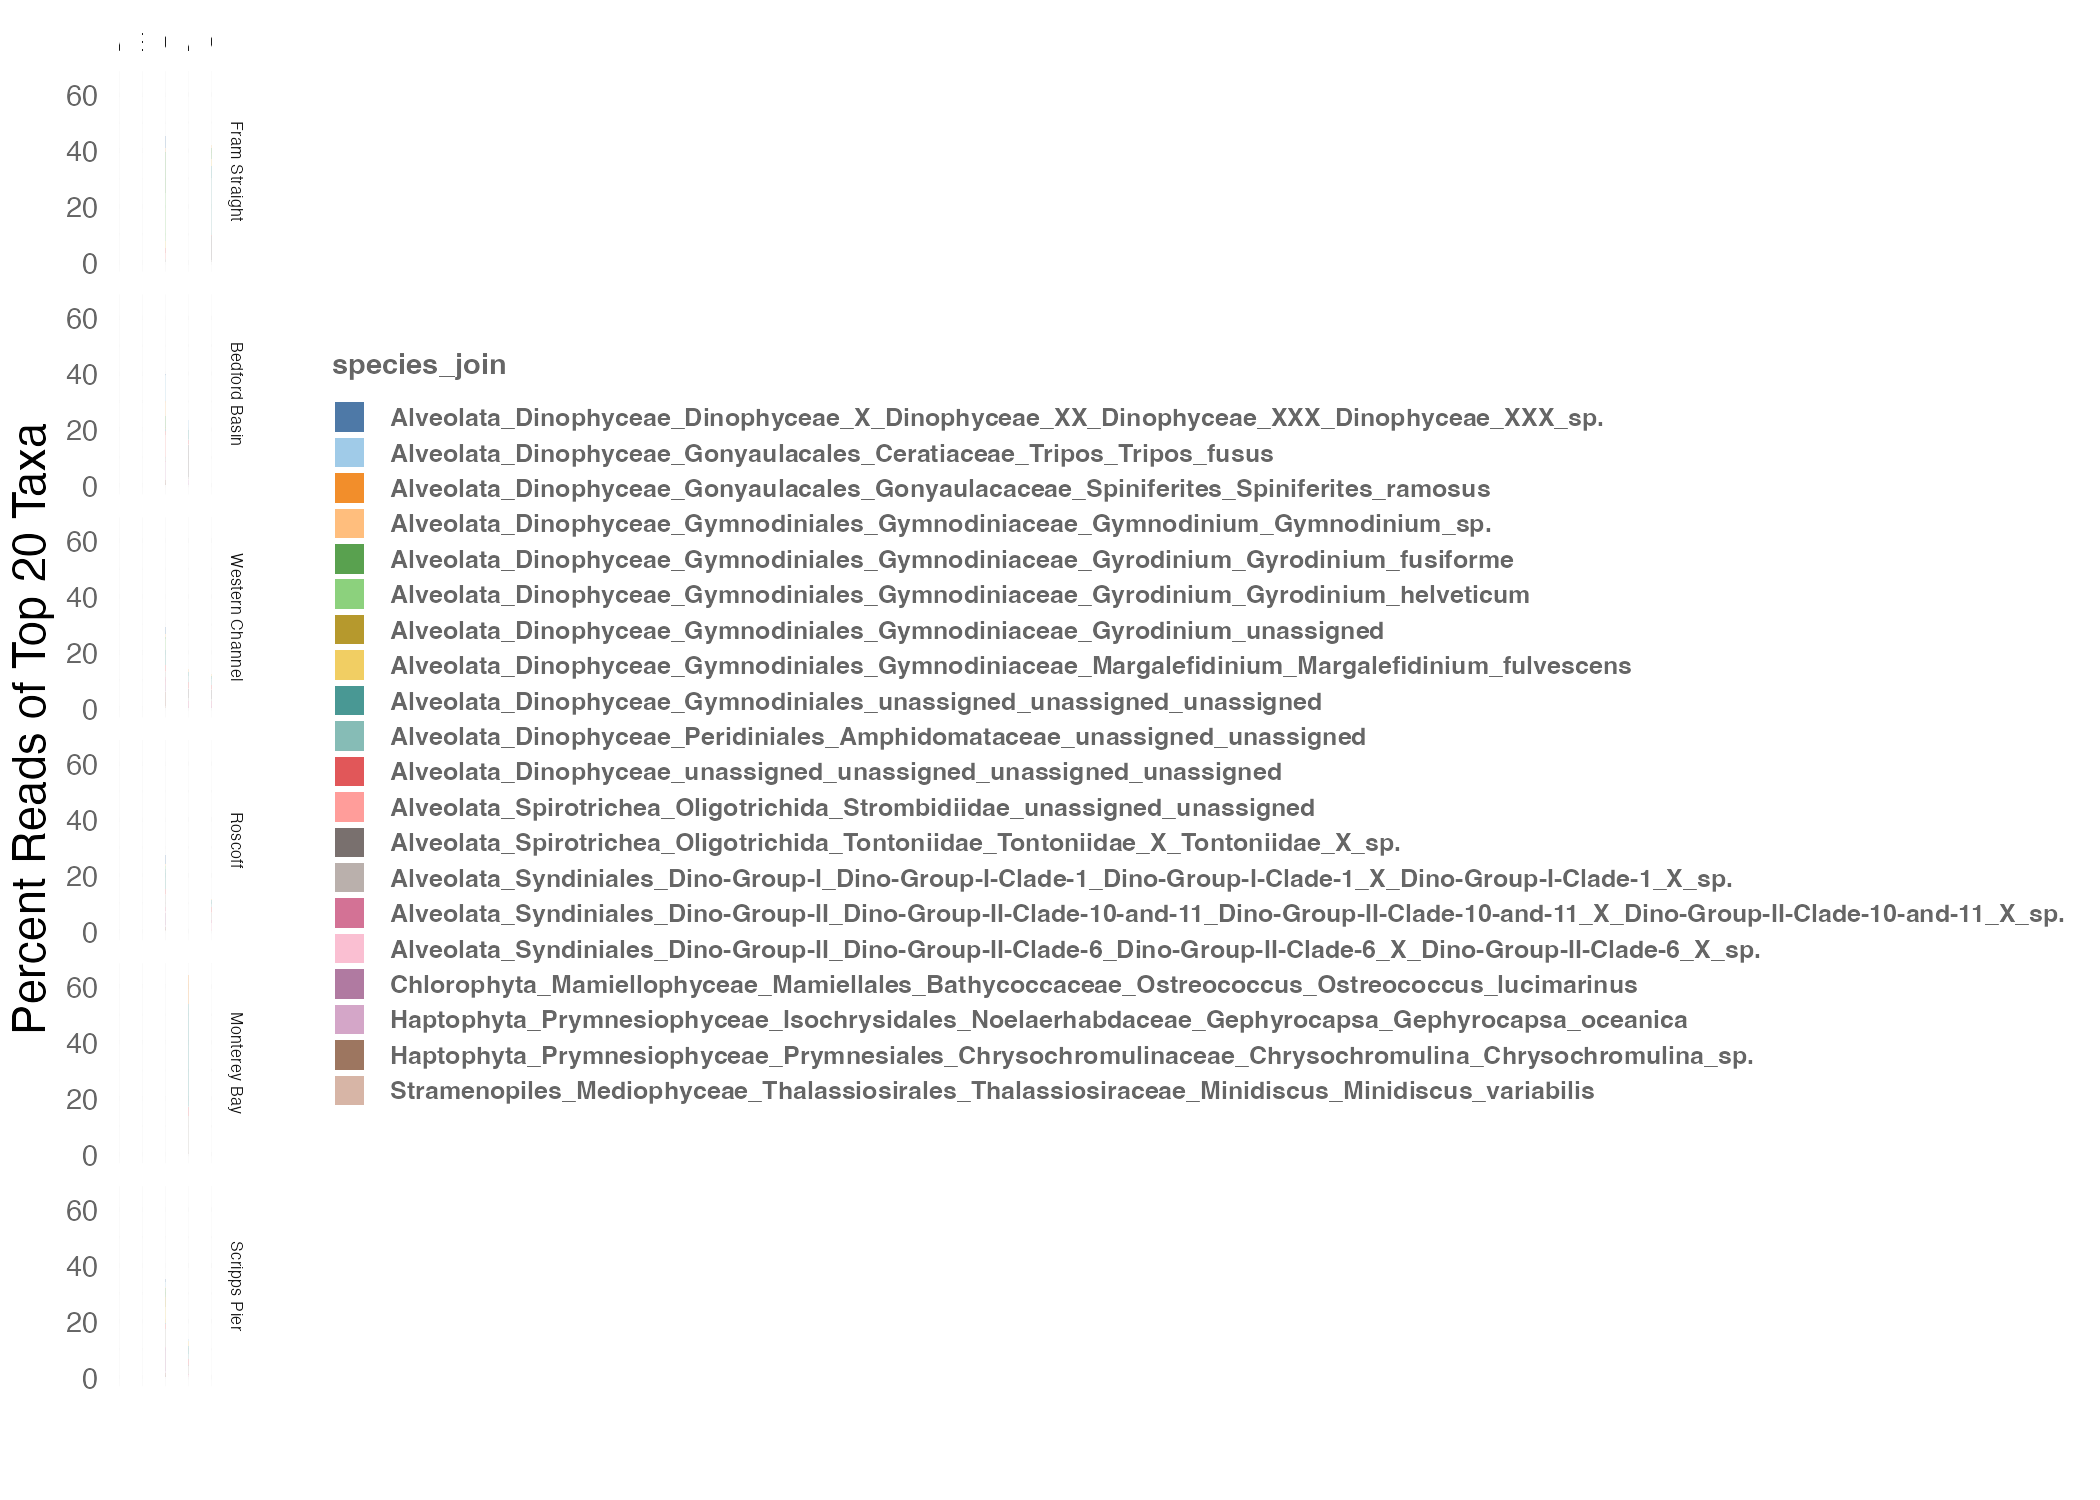 Percent Reads of Top 20 Taxa
60
40
20
0
Fram Straight
60
40
20
0
Bedford Basin
60
40
20
0
Western Channel
60
40
20
0
Roscoff
60
40
20
0
Monterey Bay
60
40
20
0
Scripps Pier
species_join
Alveolata_Dinophyceae_Dinophyceae_X_Dinophyceae_XX_Dinophyceae_XXX_Dinophyceae_XXX_sp.
Alveolata_Dinophyceae_Gonyaulacales_Ceratiaceae_Tripos_Tripos_fusus
Alveolata_Dinophyceae_Gonyaulacales_Gonyaulacaceae_Spiniferites_Spiniferites_ramosus
Alveolata_Dinophyceae_Gymnodiniales_Gymnodiniaceae_Gymnodinium_Gymnodinium_sp.
Alveolata_Dinophyceae_Gymnodiniales_Gymnodiniaceae_Gyrodinium_Gyrodinium_fusiforme
Alveolata_Dinophyceae_Gymnodiniales_Gymnodiniaceae_Gyrodinium_Gyrodinium_helveticum
Alveolata_Dinophyceae_Gymnodiniales_Gymnodiniaceae_Gyrodinium_unassigned
Alveolata_Dinophyceae_Gymnodiniales_Gymnodiniaceae_Margalefidinium_Margalefidinium_fulvescens
Alveolata_Dinophyceae_Gymnodiniales_unassigned_unassigned_unassigned
Alveolata_Dinophyceae_Peridiniales_Amphidomataceae_unassigned_unassigned
Alveolata_Dinophyceae_unassigned_unassigned_unassigned_unassigned
Alveolata_Spirotrichea_Oligotrichida_Strombidiidae_unassigned_unassigned
Alveolata_Spirotrichea_Oligotrichida_Tontoniidae_Tontoniidae_X_Tontoniidae_X_sp.
Alveolata_Syndiniales_Dino-Group-I_Dino-Group-I-Clade-1_Dino-Group-I-Clade-1_X_Dino-Group-I-Clade-1_X_sp.
Alveolata_Syndiniales_Dino-Group-II_Dino-Group-II-Clade-10-and-11_Dino-Group-II-Clade-10-and-11_X_Dino-Group-II-Clade-10-and-11_X_sp.
Alveolata_Syndiniales_Dino-Group-II_Dino-Group-II-Clade-6_Dino-Group-II-Clade-6_X_Dino-Group-II-Clade-6_X_sp.
Chlorophyta_Mamiellophyceae_Mamiellales_Bathycoccaceae_Ostreococcus_Ostreococcus_lucimarinus
Haptophyta_Prymnesiophyceae_Isochrysidales_Noelaerhabdaceae_Gephyrocapsa_Gephyrocapsa_oceanica
Haptophyta_Prymnesiophyceae_Prymnesiales_Chrysochromulinaceae_Chrysochromulina_Chrysochromulina_sp.
Stramenopiles_Mediophyceae_Thalassiosirales_Thalassiosiraceae_Minidiscus_Minidiscus_variabilis